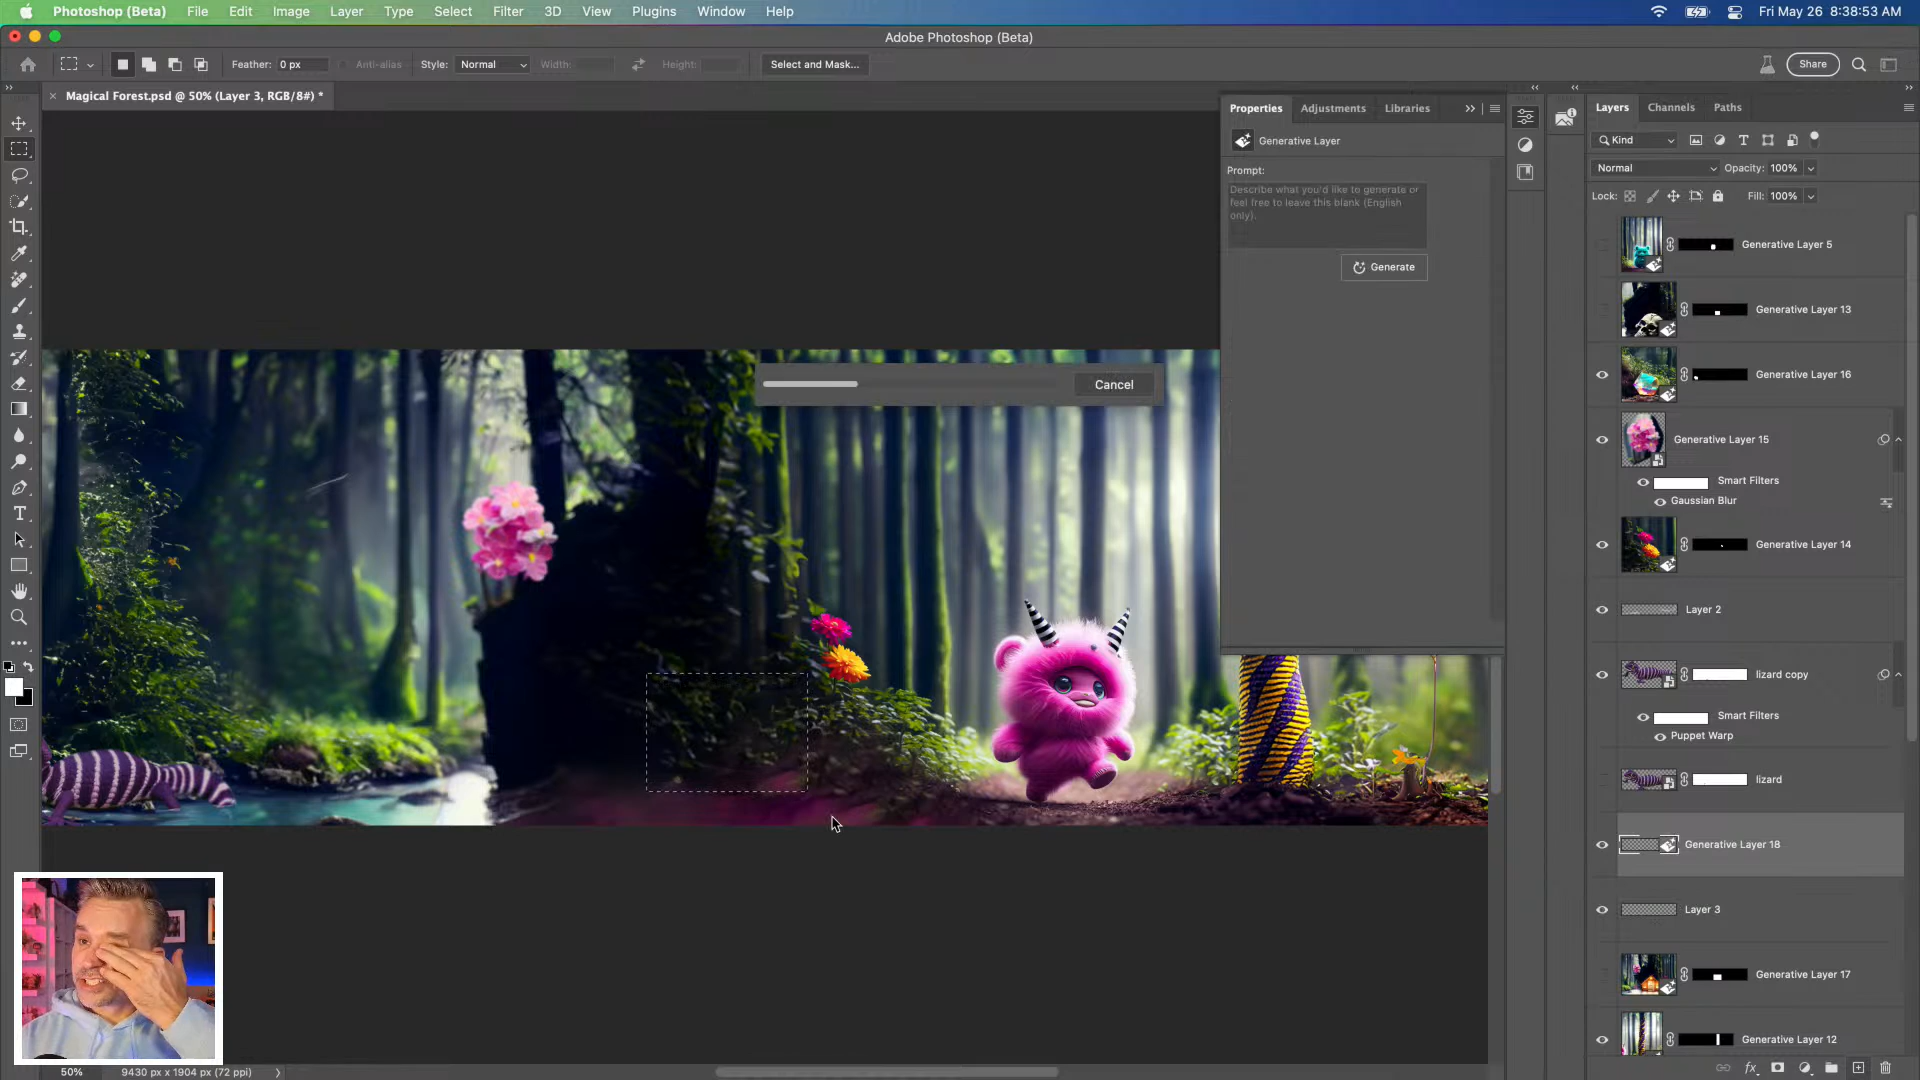 Photoshop (Beta) File Edit Image Layer Type Select Filter 3D View Plugins Window Help Fri May 26 8:38:53 AM
Adobe Photoshop (Beta)
Feather: 0 px Anti-alias Style: Normal Width: Height: Select and Mask... Share
Magical Forest.psd @ 50% (Layer 3, RGB/8#) *
Properties Adjustments Libraries
Generative Layer
Prompt:
Describe what you'd like to generate or
feel free to leave this blank (English
only).
Generate
Cancel
Layers Channels Paths
Kind
Normal Opacity: 100%
Lock: Fill: 100%
Generative Layer 5
Generative Layer 13
Generative Layer 16
Generative Layer 15
Smart Filters
Gaussian Blur
Generative Layer 14
Layer 2
lizard copy
Smart Filters
Puppet Warp
lizard
Generative Layer 18
Layer 3
Generative Layer 17
Generative Layer 12
fx
50% 9430 px x 1904 px (72 ppi)